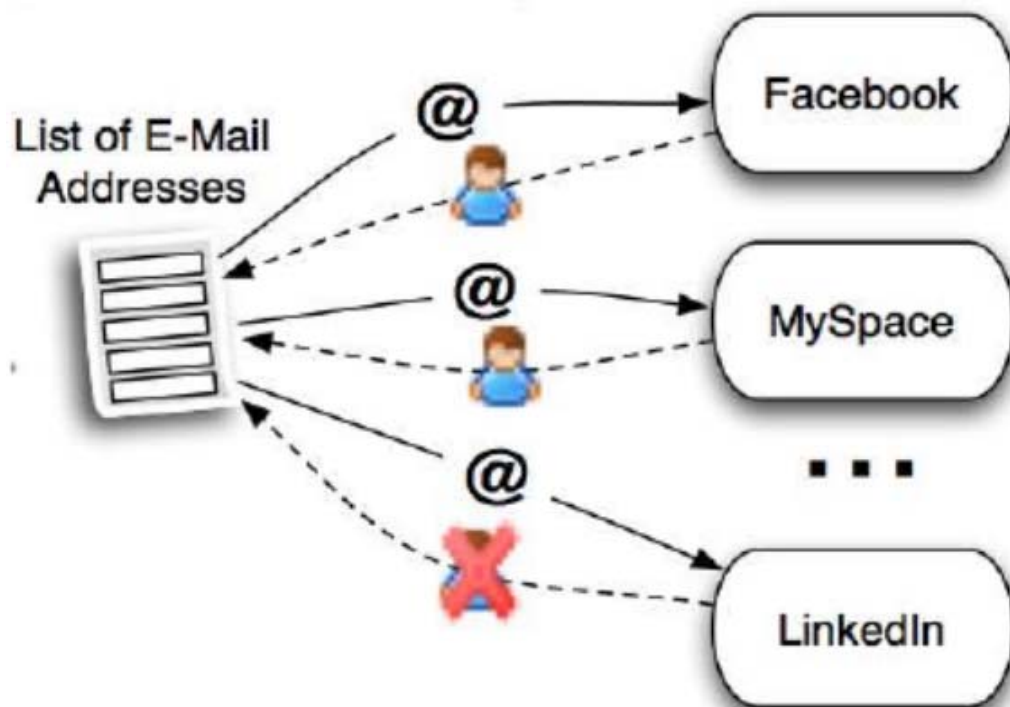 List of E-Mail
Addresses
@
Facebook
@
MySpace
...
@
LinkedIn